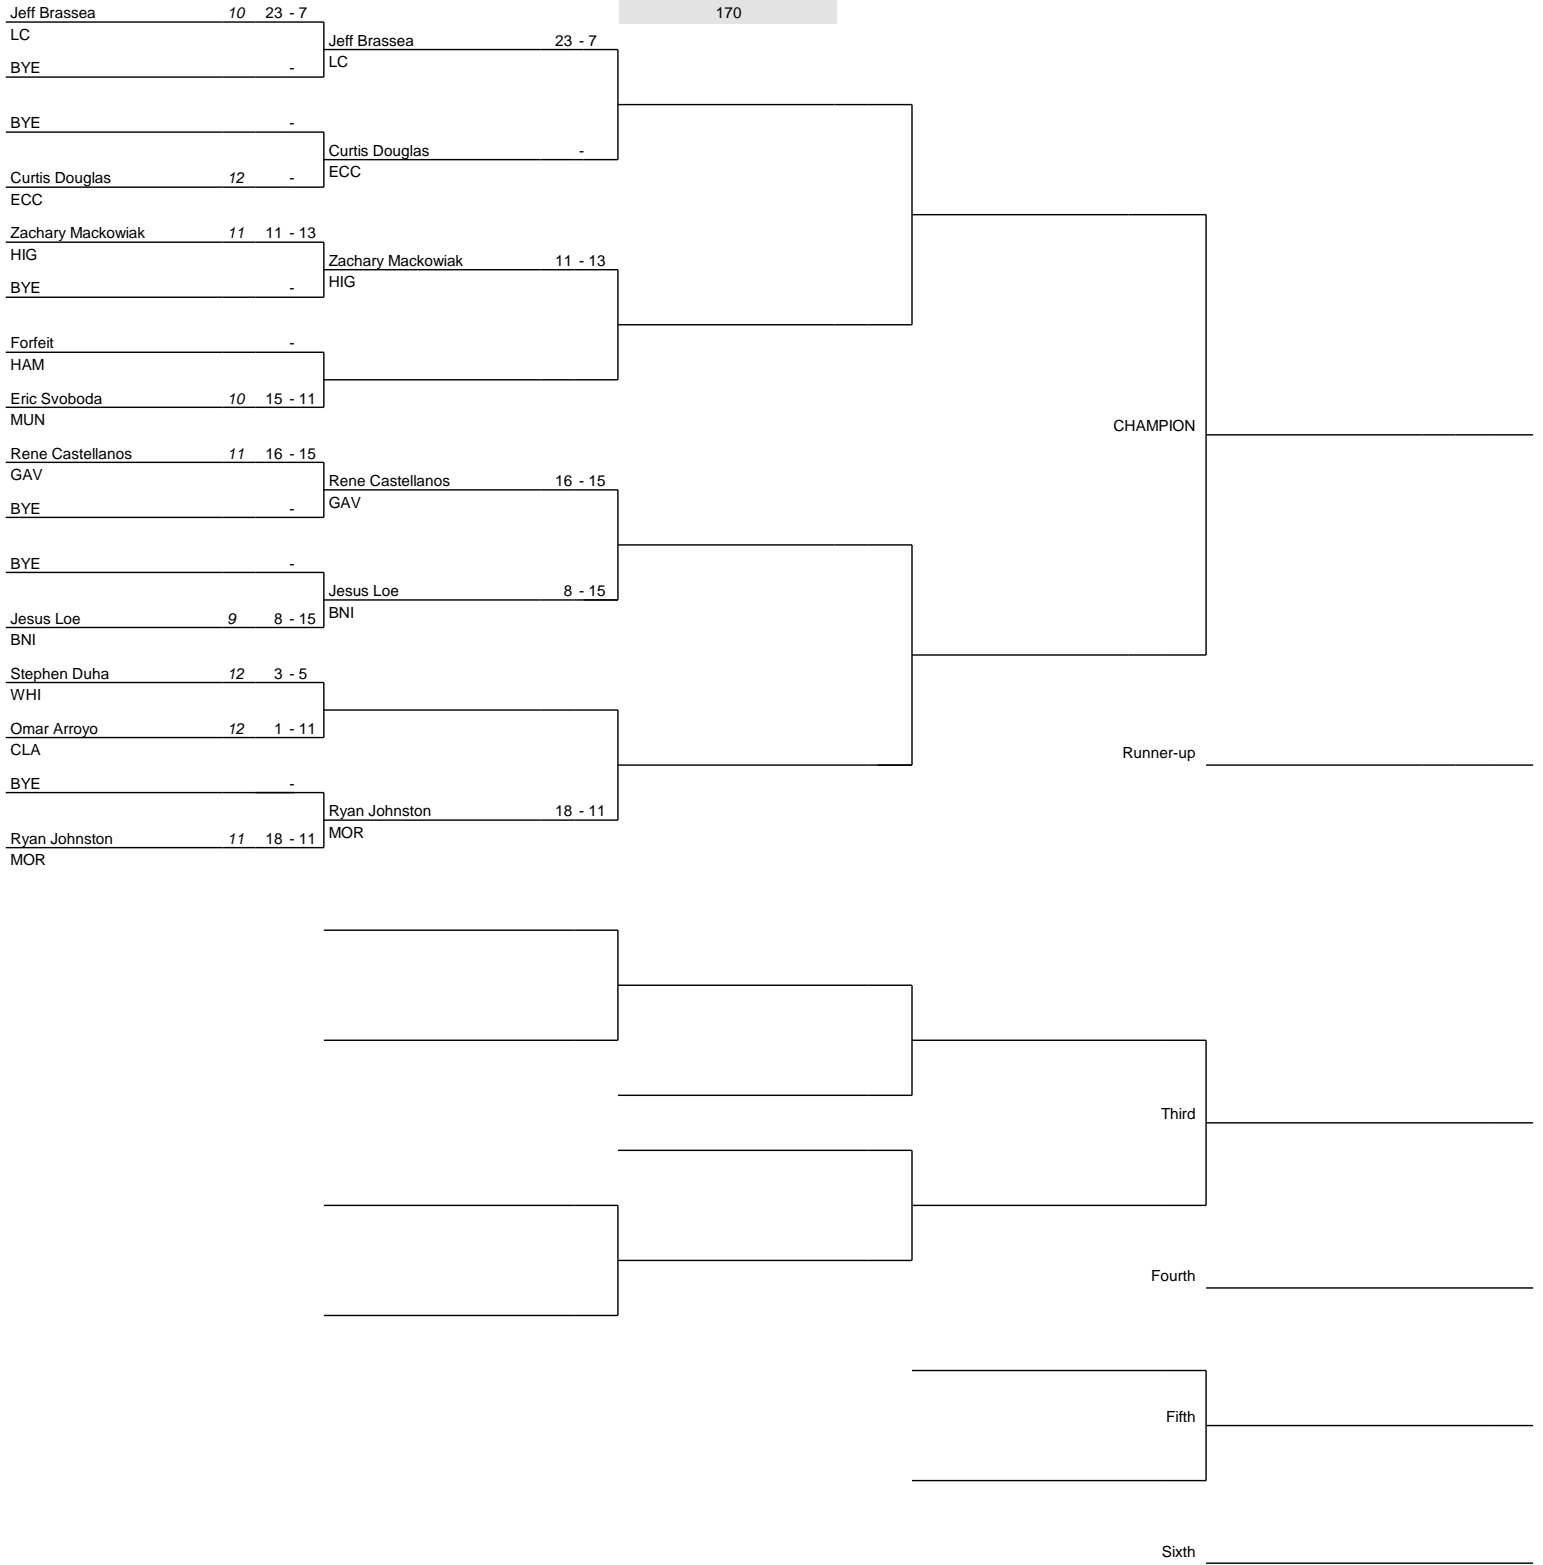 170
Jeff Brassea 10 23 - 7
LC
BYE -
BYE -
Curtis Douglas 12 -
ECC
Zachary Mackowiak 11 11 - 13
HIG
BYE -
Forfeit -
HAM
Eric Svoboda 10 15 - 11
MUN
Rene Castellanos 11 16 - 15
GAV
BYE -
BYE -
Jesus Loe 9 8 - 15
BNI
Stephen Duha 12 3 - 5
WHI
Omar Arroyo 12 1 - 11
CLA
BYE -
Ryan Johnston 11 18 - 11
MOR
Jeff Brassea 23 - 7
LC
Curtis Douglas -
ECC
Zachary Mackowiak 11 - 13
HIG
Rene Castellanos 16 - 15
GAV
Jesus Loe 8 - 15
BNI
Ryan Johnston 18 - 11
MOR
CHAMPION
Runner-up
Third
Fourth
Fifth
Sixth